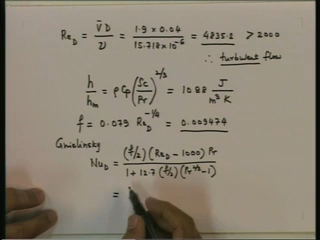 Re_D = V̄ D / ν = 1.9 × 0.04 / 15.718 × 10^-6 = 4835.2 > 2000
∴ turbulent flow
h / h_m = ρ Cp (Sc / Pr)^2/3 = 1088 J / m³ K
f = 0.079 Re_D^-1/4 = 0.009474
Gnielinsky
Nu_D = (f/2) (Re_D - 1000) Pr / 1 + 12.7 (f/2) (Pr^2/3 - 1)
=